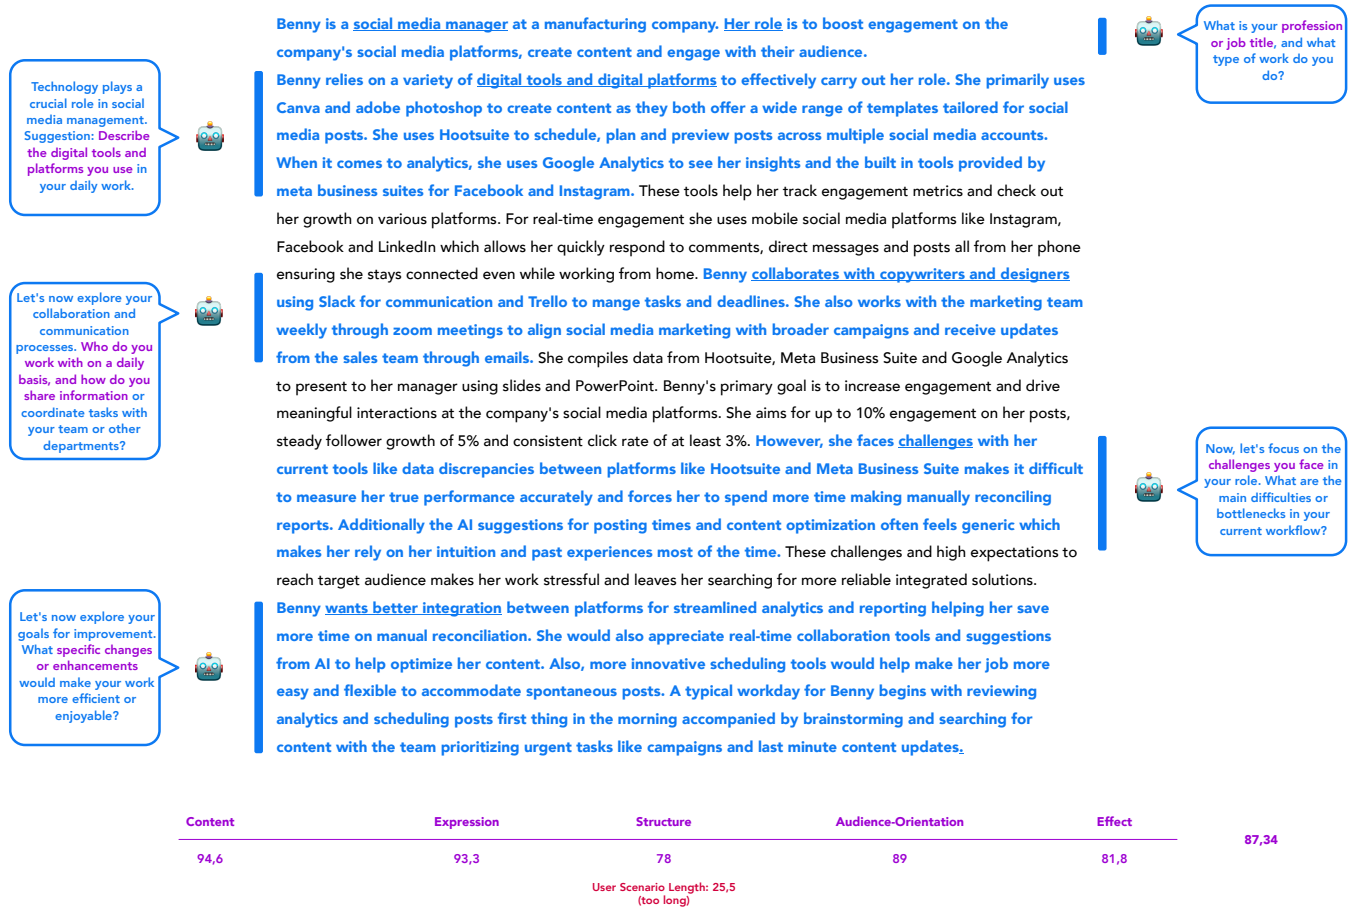 Benny is a social media manager at a manufacturing company. Her role is to boost engagement on the
company's social media platforms, create content and engage with their audience.
Benny relies on a variety of digital tools and digital platforms to effectively carry out her role. She primarily uses
Canva and adobe photoshop to create content as they both offer a wide range of templates tailored for social
media posts. She uses Hootsuite to schedule, plan and preview posts across multiple social media accounts.
When it comes to analytics, she uses Google Analytics to see her insights and the built in tools provided by
meta business suites for Facebook and Instagram. These tools help her track engagement metrics and check out
her growth on various platforms. For real-time engagement she uses mobile social media platforms like Instagram,
Facebook and LinkedIn which allows her quickly respond to comments, direct messages and posts all from her phone
ensuring she stays connected even while working from home. Benny collaborates with copywriters and designers
using Slack for communication and Trello to mange tasks and deadlines. She also works with the marketing team
weekly through zoom meetings to align social media marketing with broader campaigns and receive updates
from the sales team through emails. She compiles data from Hootsuite, Meta Business Suite and Google Analytics
to present to her manager using slides and PowerPoint. Benny's primary goal is to increase engagement and drive
meaningful interactions at the company's social media platforms. She aims for up to 10% engagement on her posts,
steady follower growth of 5% and consistent click rate of at least 3%. However, she faces challenges with her
current tools like data discrepancies between platforms like Hootsuite and Meta Business Suite makes it difficult
to measure her true performance accurately and forces her to spend more time making manually reconciling
reports. Additionally the AI suggestions for posting times and content optimization often feels generic which
makes her rely on her intuition and past experiences most of the time. These challenges and high expectations to
reach target audience makes her work stressful and leaves her searching for more reliable integrated solutions.
Benny wants better integration between platforms for streamlined analytics and reporting helping her save
more time on manual reconciliation. She would also appreciate real-time collaboration tools and suggestions
from AI to help optimize her content. Also, more innovative scheduling tools would help make her job more
easy and flexible to accommodate spontaneous posts. A typical workday for Benny begins with reviewing
analytics and scheduling posts first thing in the morning accompanied by brainstorming and searching for
content with the team prioritizing urgent tasks like campaigns and last minute content updates.
What is your profession
or job title, and what
type of work do you
do?
Technology plays a
crucial role in social
media management.
Suggestion: Describe
the digital tools and
platforms you use in
your daily work.
Let's now explore your
collaboration and
communication
processes. Who do you
work with on a daily
basis, and how do you
share information or
coordinate tasks with
your team or other
departments?
Now, let's focus on the
challenges you face in
your role. What are the
main difficulties or
bottlenecks in your
current workflow?
Let's now explore your
goals for improvement.
What specific changes
or enhancements
would make your work
more efficient or
enjoyable?
Content Expression Structure Audience-Orientation Effect
87,34
94,6 93,3 78 89 81,8
User Scenario Length: 25,5
(too long)